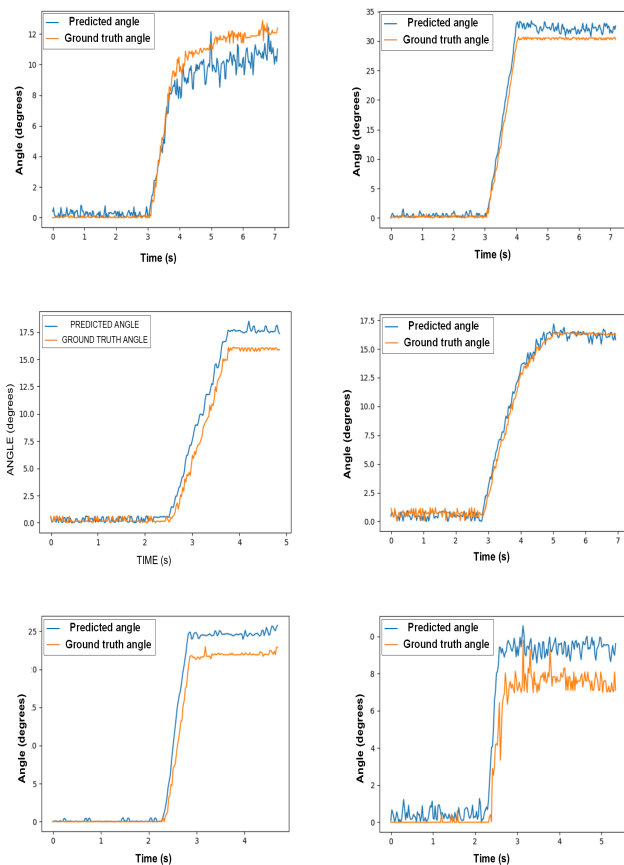 Predicted angle
Ground truth angle
12
10
8
6
4
2
0
Angle (degrees)
0 1 2 3 4 5 6 7
Time (s)
Predicted angle
Ground truth angle
35
30
25
20
15
10
5
0
Angle (degrees)
0 1 2 3 4 5 6 7
Time (s)
PREDICTED ANGLE
GROUND TRUTH ANGLE
17.5
15.0
12.5
10.0
7.5
5.0
2.5
0.0
ANGLE (degrees)
0 1 2 3 4 5
TIME (s)
Predicted angle
Ground truth angle
17.5
15.0
12.5
10.0
7.5
5.0
2.5
0.0
Angle (degrees)
0 1 2 3 4 5 6 7
Time (s)
Predicted angle
Ground truth angle
25
0
5
0
5
0
Angle (degrees)
0 1 2 3 4
Time (s)
Predicted angle
Ground truth angle
0
8
6
4
2
0
Angle (degrees)
0 1 2 3 4 5
Time (s)